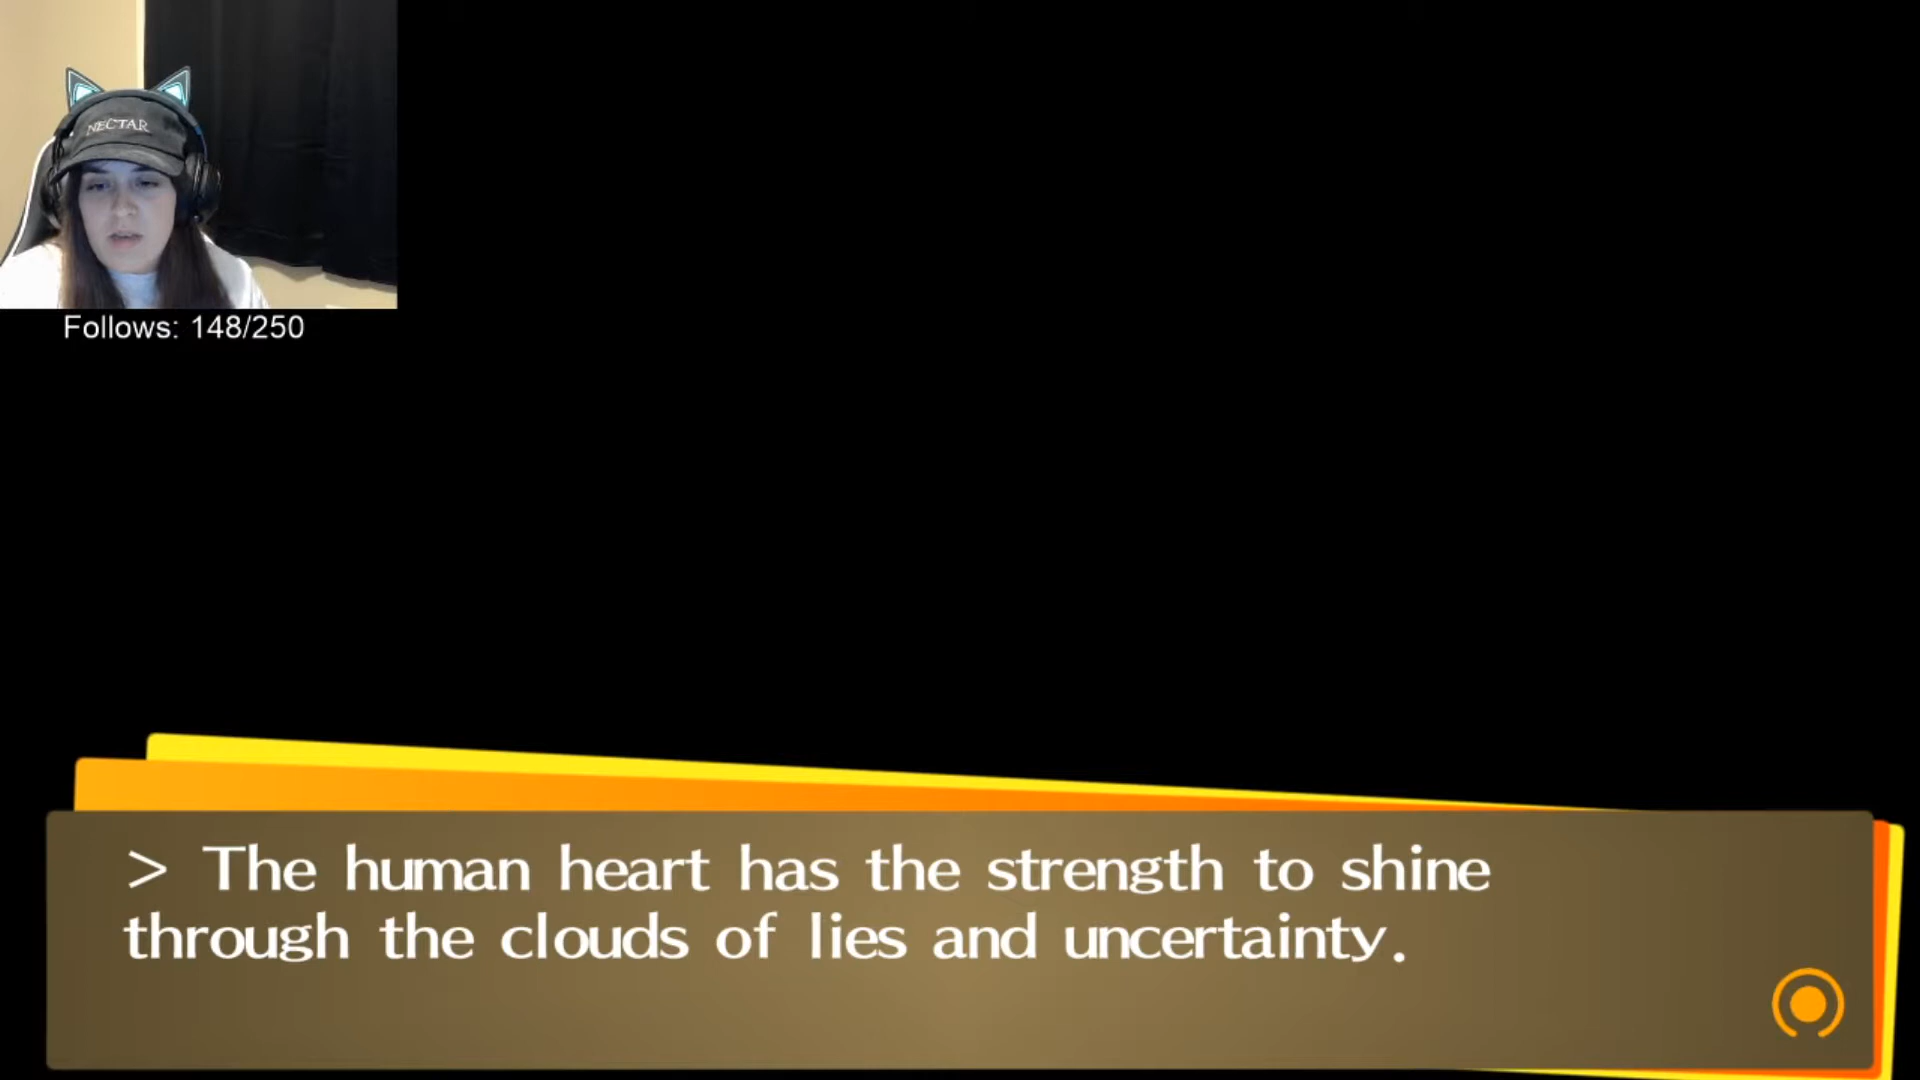 NECTAR
Follows: 148/250
> The human heart has the strength to shine
through the clouds of lies and uncertainty.